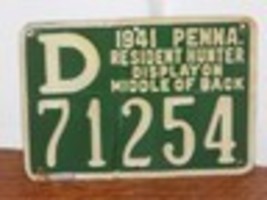 D
1941 PENNA.
RESIDENT HUNTER
DISPLAY ON
MIDDLE OF BACK
71254